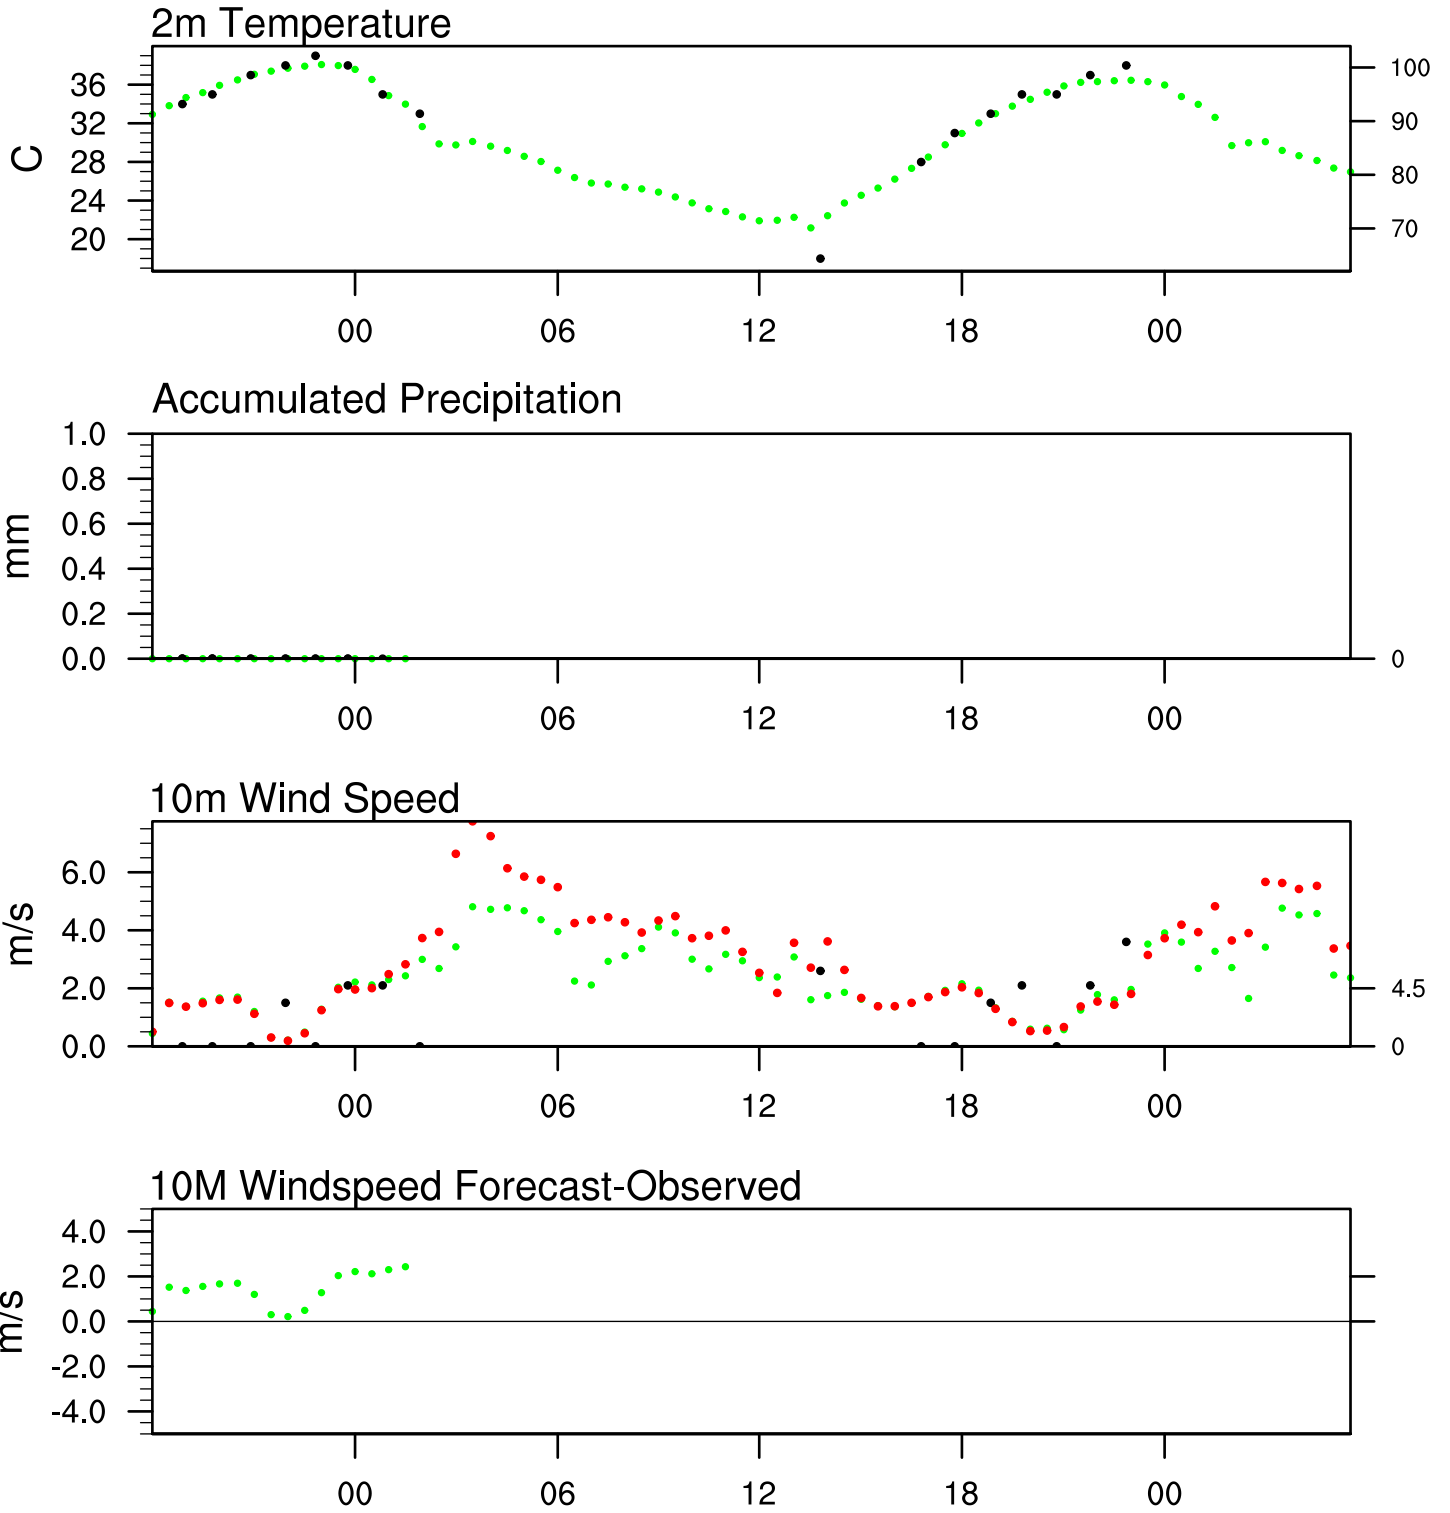 2m Temperature
C
36
32
28
24
20
100
90
80
70
00 06 12 18 00
Accumulated Precipitation
mm
1.0
0.8
0.6
0.4
0.2
0.0
0
00 06 12 18 00
10m Wind Speed
m/s
6.0
4.0
2.0
0.0
4.5
0
00 06 12 18 00
10M Windspeed Forecast-Observed
m/s
4.0
2.0
0.0
-2.0
-4.0
00 06 12 18 00